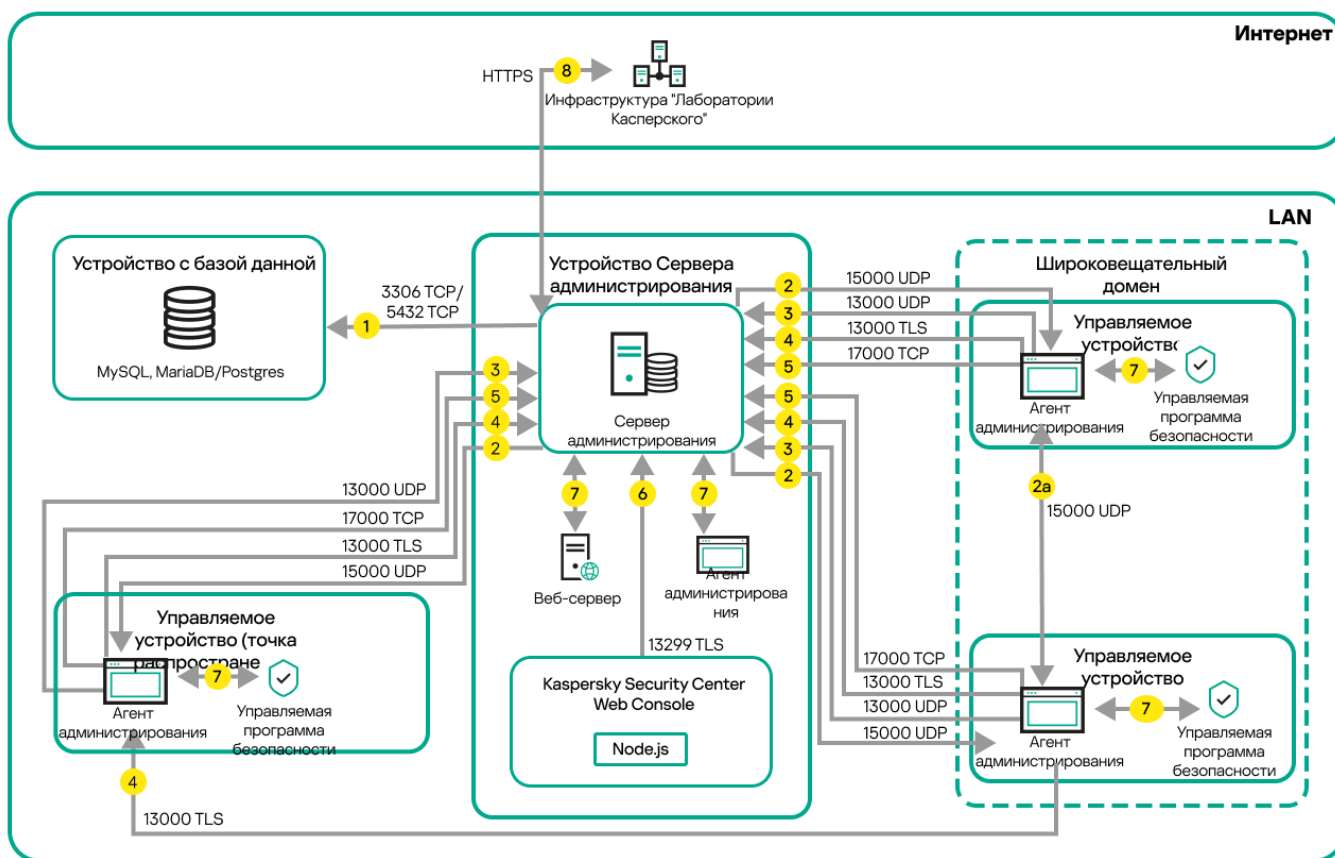 Интернет
HTTPS
8
Инфраструктура "Лаборатории
Касперского"
LAN
Устройство с базой данной
MySQL, MariaDB/Postgres
3306 TCP/
5432 TCP
1
Устройство Сервера
администрирования
Сервер
администрирования
3
5
4
2
13000 UDP
17000 TCP
13000 TLS
15000 UDP
2
3
4
5
15000 UDP
13000 UDP
13000 TLS
17000 TCP
5
4
3
2
Широковещательный
домен
Управляемое
устройство
7
Агент
администрирования
Управляемая
программа
безопасности
2а
15000 UDP
7
6
7
Веб-сервер
Агент
администрирова
ния
13299 TLS
Kaspersky Security Center
Web Console
Node.js
Управляемое
устройство (точка
распростране
7
Агент
администрирования
Управляемая
программа
безопасности
4
13000 TLS
17000 TCP
13000 TLS
13000 UDP
15000 UDP
Управляемое
устройство
7
Агент
администрирования
Управляемая
программа
безопасности